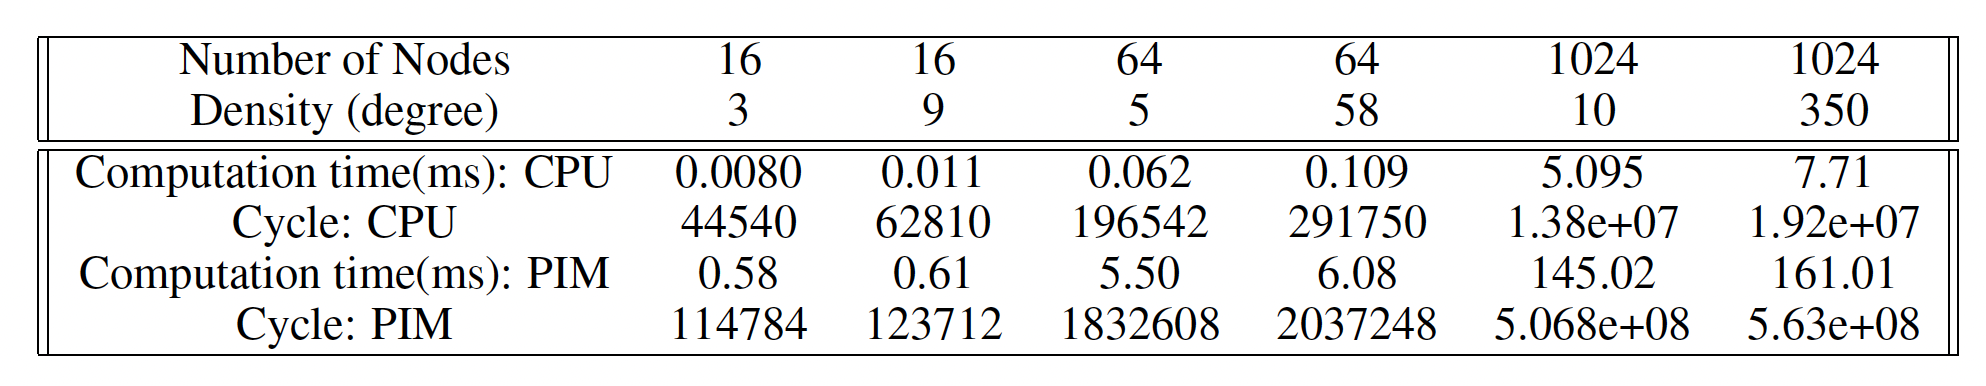 Number of Nodes 16 16 64 64 1024 1024
Density (degree) 3 9 5 58 10 350
Computation time(ms): CPU 0.0080 0.011 0.062 0.109 5.095 7.71
Cycle: CPU 44540 62810 196542 291750 1.38e+07 1.92e+07
Computation time(ms): PIM 0.58 0.61 5.50 6.08 145.02 161.01
Cycle: PIM 114784 123712 1832608 2037248 5.068e+08 5.63e+08